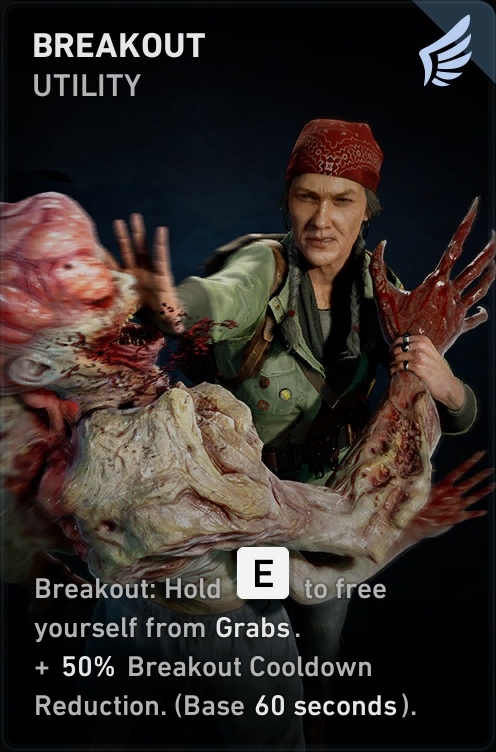 BREAKOUT
UTILITY
Breakout: Hold E to free
yourself from Grabs.
+ 50% Breakout Cooldown
Reduction. (Base 60 seconds).